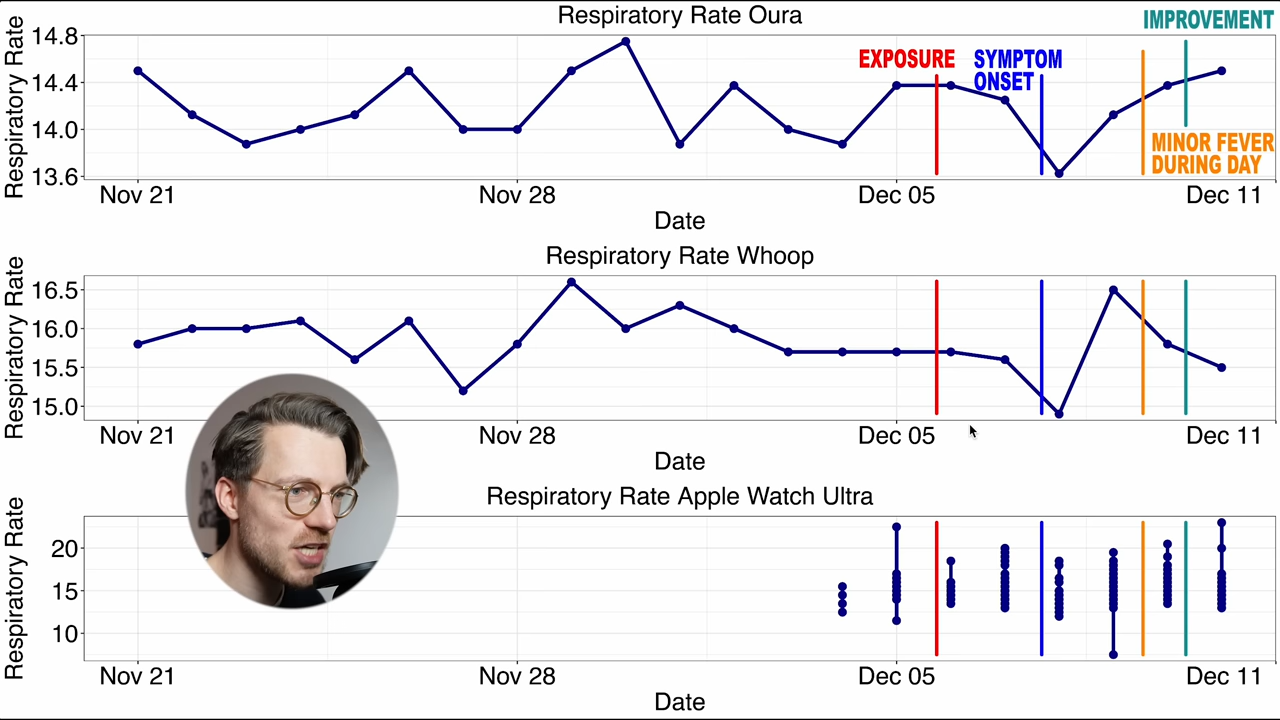 Respiratory Rate Oura
IMPROVEMENT
Respiratory Rate
14.8
14.4
14.0
13.6
EXPOSURE
SYMPTOM
ONSET
MINOR FEVER
DURING DAY
Nov 21
Nov 28
Dec 05
Dec 11
Date
Respiratory Rate Whoop
Respiratory Rate
16.5
16.0
15.5
15.0
Nov 21
Nov 28
Dec 05
Dec 11
Date
Respiratory Rate Apple Watch Ultra
Respiratory Rate
20
15
10
Nov 21
Nov 28
Dec 05
Dec 11
Date